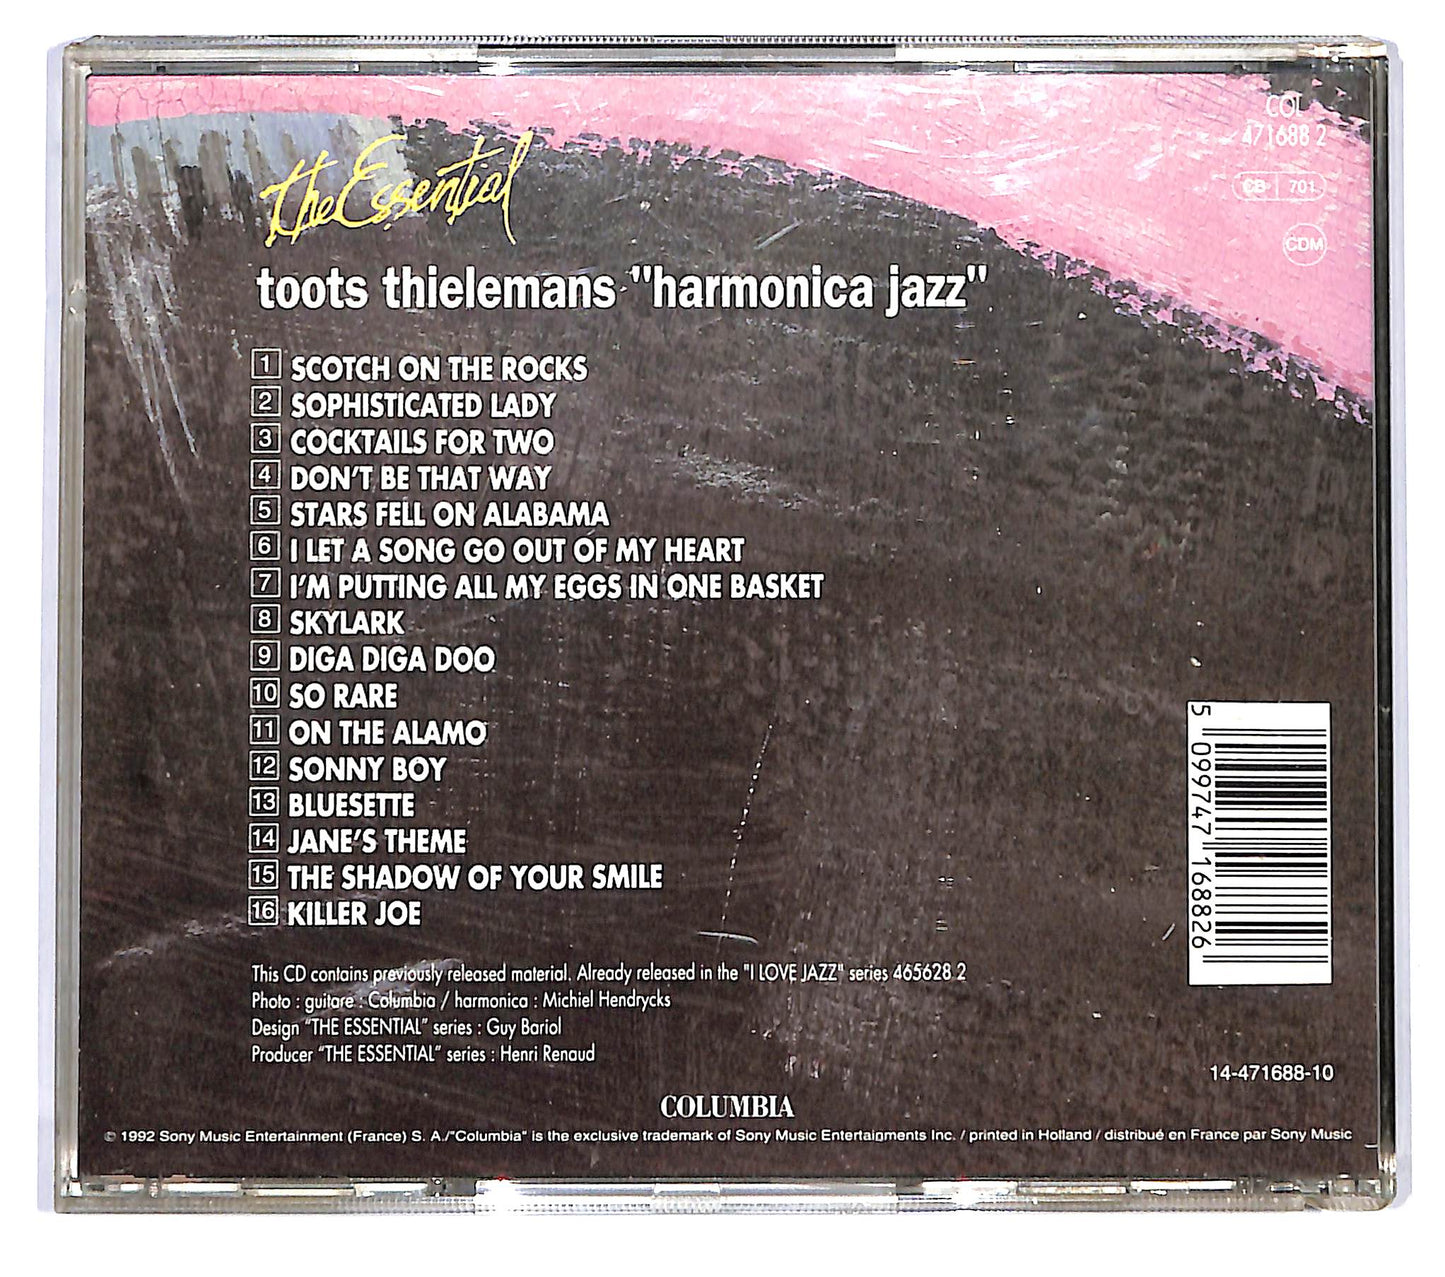 COL
471688 2
CB 701
CDM
the Essential
toots thielemans "harmonica jazz"
1 SCOTCH ON THE ROCKS
2 SOPHISTICATED LADY
3 COCKTAILS FOR TWO
4 DON'T BE THAT WAY
5 STARS FELL ON ALABAMA
6 I LET A SONG GO OUT OF MY HEART
7 I'M PUTTING ALL MY EGGS IN ONE BASKET
8 SKYLARK
9 DIGA DIGA DOO
10 SO RARE
11 ON THE ALAMO
12 SONNY BOY
13 BLUESETTE
14 JANE'S THEME
15 THE SHADOW OF YOUR SMILE
16 KILLER JOE
5 099747 168826
This CD contains previously released material. Already released in the "I LOVE JAZZ" series 465628 2
Photo : guitare : Columbia / harmonica : Michiel Hendrycks
Design "THE ESSENTIAL" series : Guy Bariol
Producer "THE ESSENTIAL" series : Henri Renaud
14-471688-10
COLUMBIA
© 1992 Sony Music Entertainment (France) S. A./"Columbia" is the exclusive trademark of Sony Music Entertainments Inc. / printed in Holland / distribué en France par Sony Music